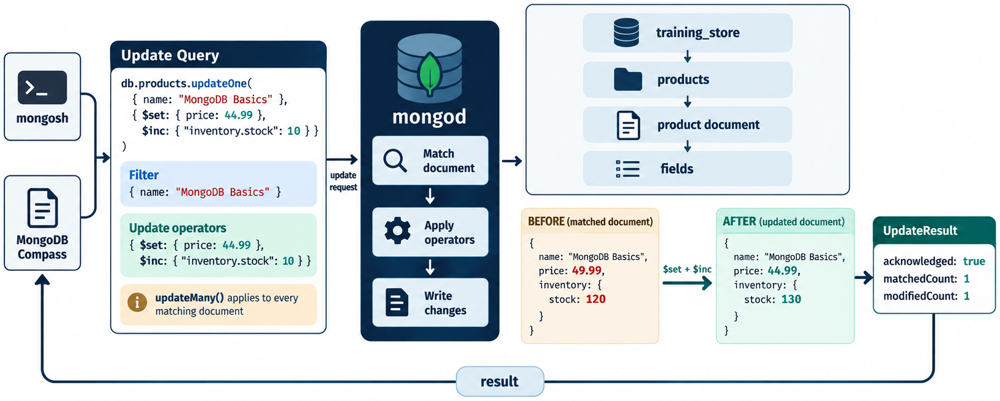 mongosh
MongoDB
Compass
Update Query
db.products.updateOne(
{ name: "MongoDB Basics" },
{ $set: { price: 44.99 },
$inc: { "inventory.stock": 10 } }
)
Filter
{ name: "MongoDB Basics" }
Update operators
{ $set: { price: 44.99 },
$inc: { "inventory.stock": 10 } }
i
updateMany() applies to every
matching document
update
request
mongod
Match
document
Apply
operators
Write
changes
training_store
products
product document
fields
BEFORE (matched document)
{
name: "MongoDB Basics",
price: 49.99,
inventory: {
stock: 120
}
}
$set + $inc
AFTER (updated document)
{
name: "MongoDB Basics",
price: 44.99,
inventory: {
stock: 130
}
}
UpdateResult
acknowledged: true
matchedCount: 1
modifiedCount: 1
result